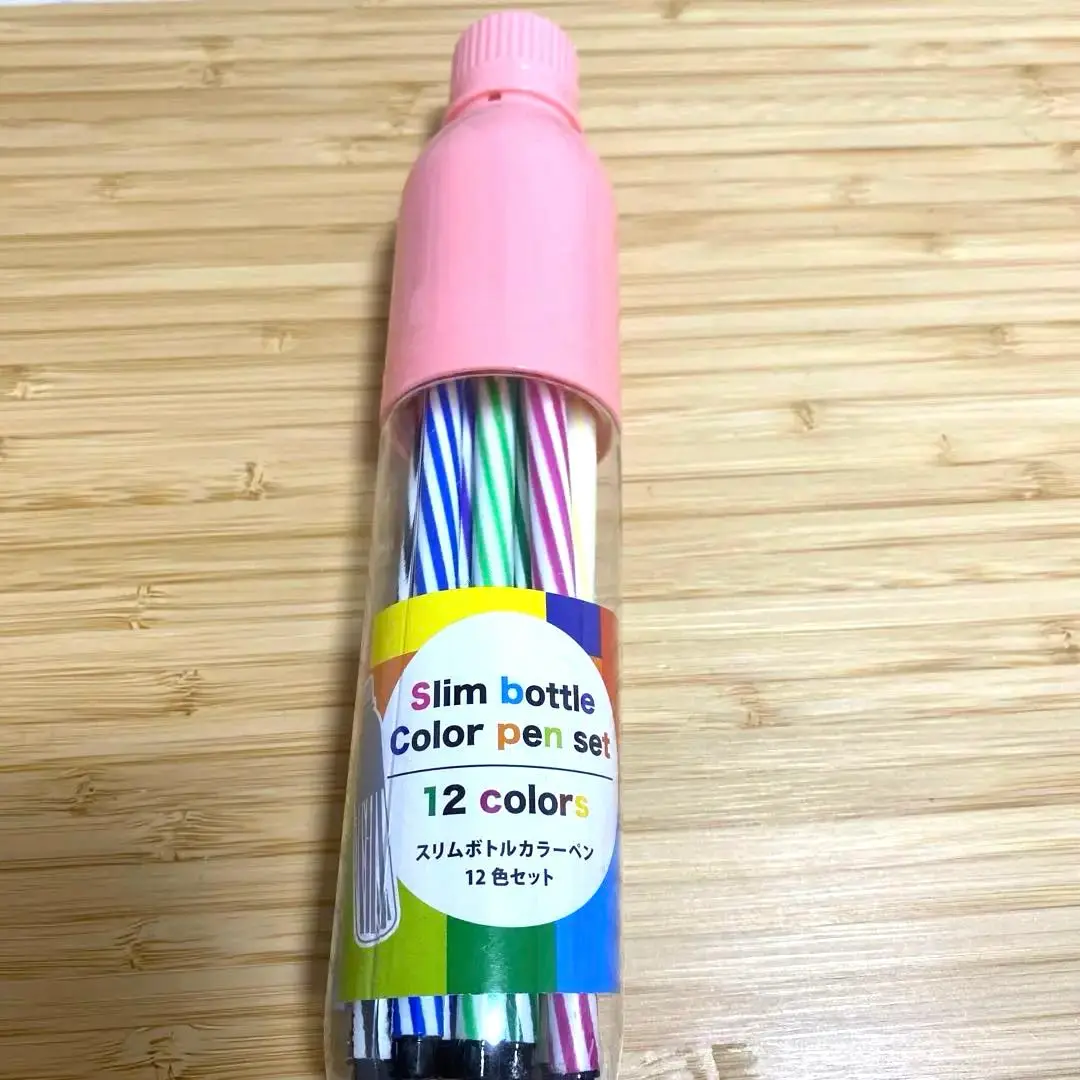 Slim bottle
Color pen set
12 colors
スリムボトルカラーペン
12色セット